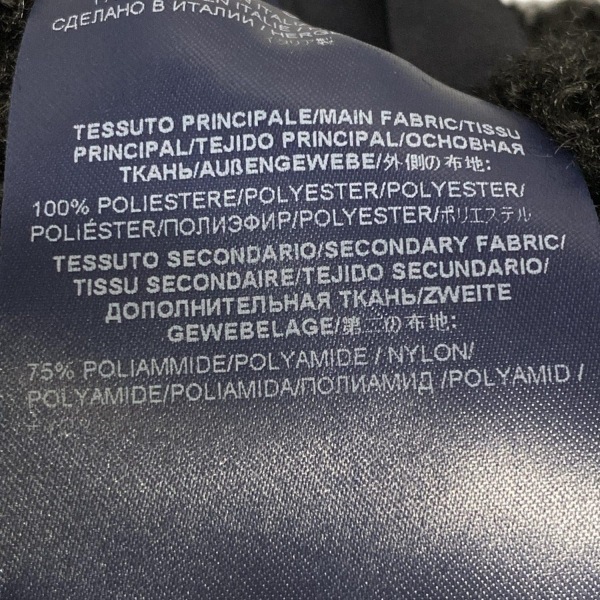 СДЕЛАНО В ИТАЛИИ
TESSUTO PRINCIPALE/MAIN FABRIC/TISSU
PRINCIPAL/TEJIDO PRINCIPAL/ОСНОВНАЯ
ТКАНЬ/AUßENGEWEBE/外側の布地:
100% POLIESTERE/POLYESTER/POLYESTER/
POLIÉSTER/ПОЛИЭФИР/POLYESTER/ポリエステル
TESSUTO SECONDARIO/SECONDARY FABRIC/
TISSU SECONDAIRE/TEJIDO SECUNDARIO/
ДОПОЛНИТЕЛЬНАЯ ТКАНЬ/ZWEITE
GEWEBELAGE/第二の布地:
75% POLIAMMIDE/POLYAMIDE / NYLON/
POLYAMIDE/POLIAMIDA/ПОЛИАМИД /POLYAMID /